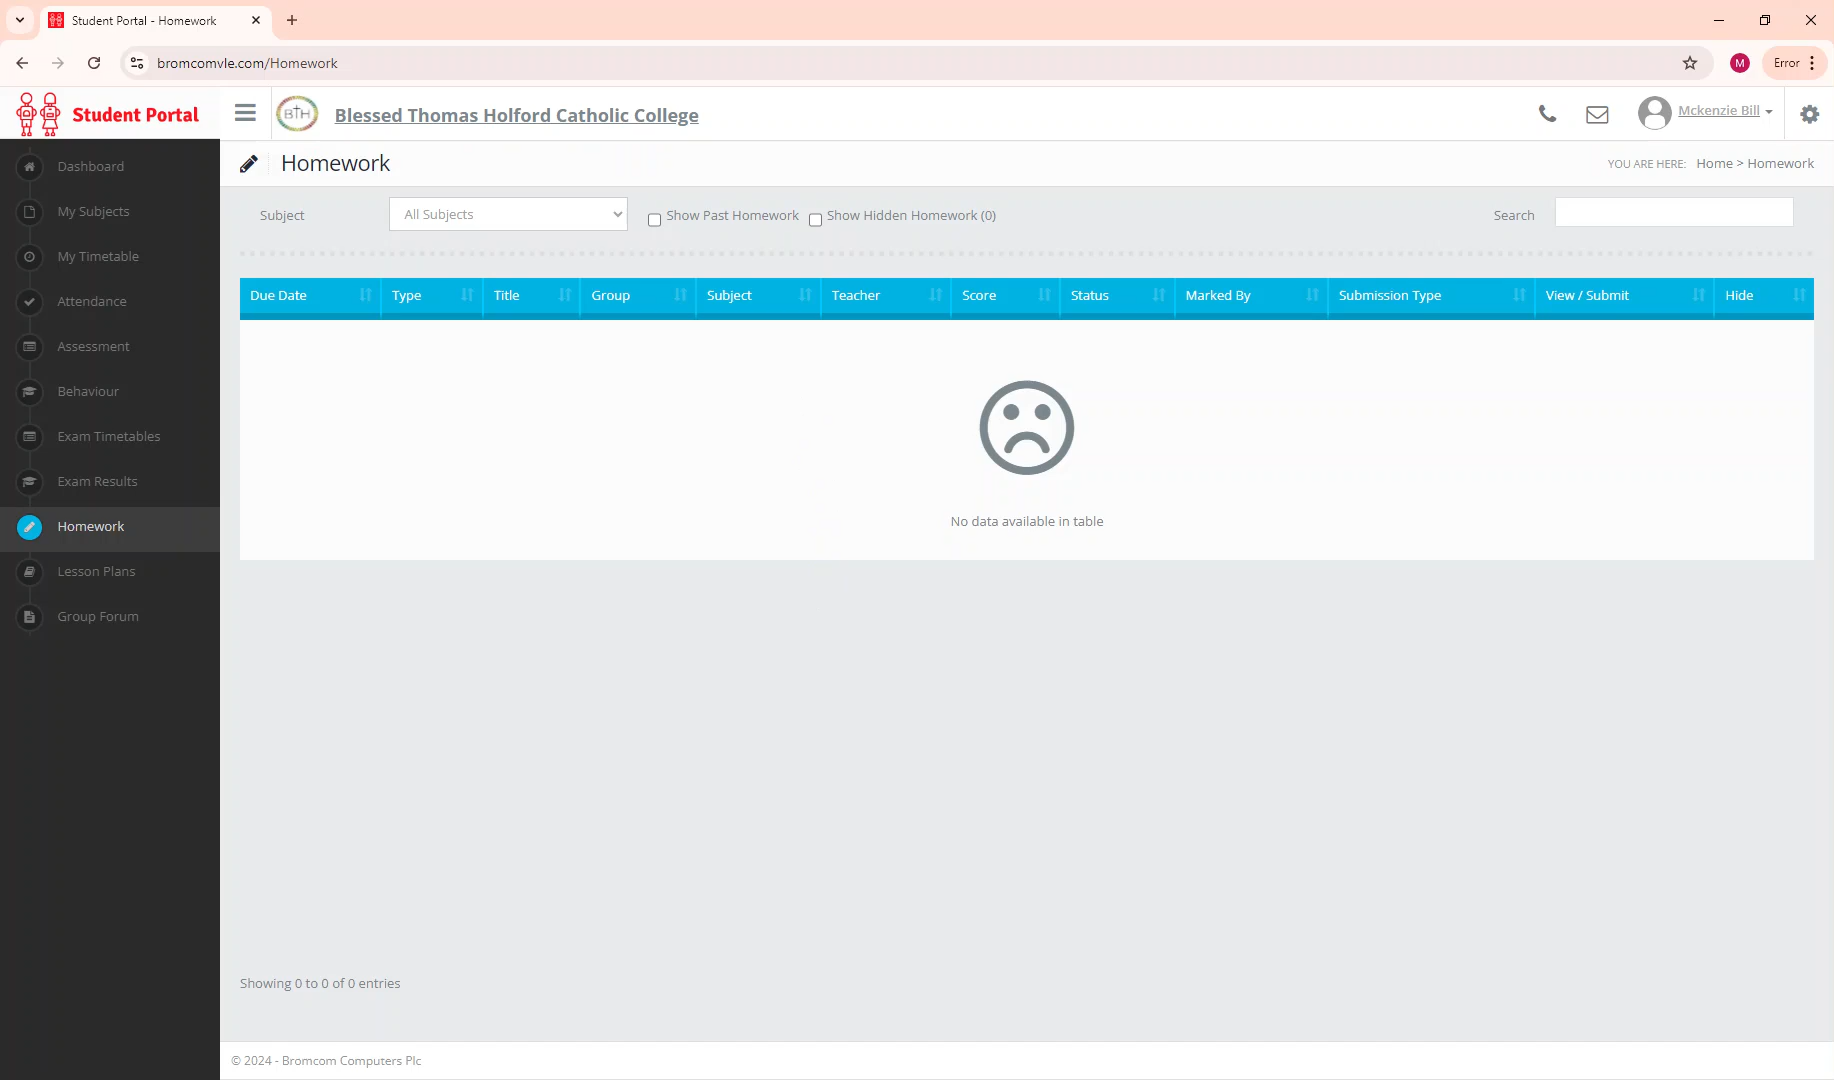 Student Portal - Homework
bromcomvle.com/Homework
M
Error
Student Portal
BTH
Blessed Thomas Holford Catholic College
Mckenzie Bill
Dashboard
My Subjects
My Timetable
Attendance
Assessment
Behaviour
Exam Timetables
Exam Results
Homework
Lesson Plans
Group Forum
Homework
YOU ARE HERE: Home > Homework
Subject All Subjects Show Past Homework Show Hidden Homework (0) Search
Due Date Type Title Group Subject Teacher Score Status Marked By Submission Type View / Submit Hide
No data available in table
Showing 0 to 0 of 0 entries
© 2024 - Bromcom Computers Plc